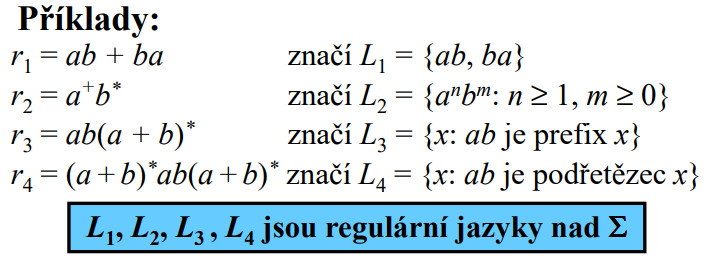 Příklady:
r₁ = ab + ba značí L₁ = {ab, ba}
r₂ = a⁺b* značí L₂ = {aⁿbᵐ: n ≥ 1, m ≥ 0}
r₃ = ab(a + b)* značí L₃ = {x: ab je prefix x}
r₄ = (a + b)*ab(a + b)* značí L₄ = {x: ab je podřetězec x}
L₁, L₂, L₃ , L₄ jsou regulární jazyky nad Σ